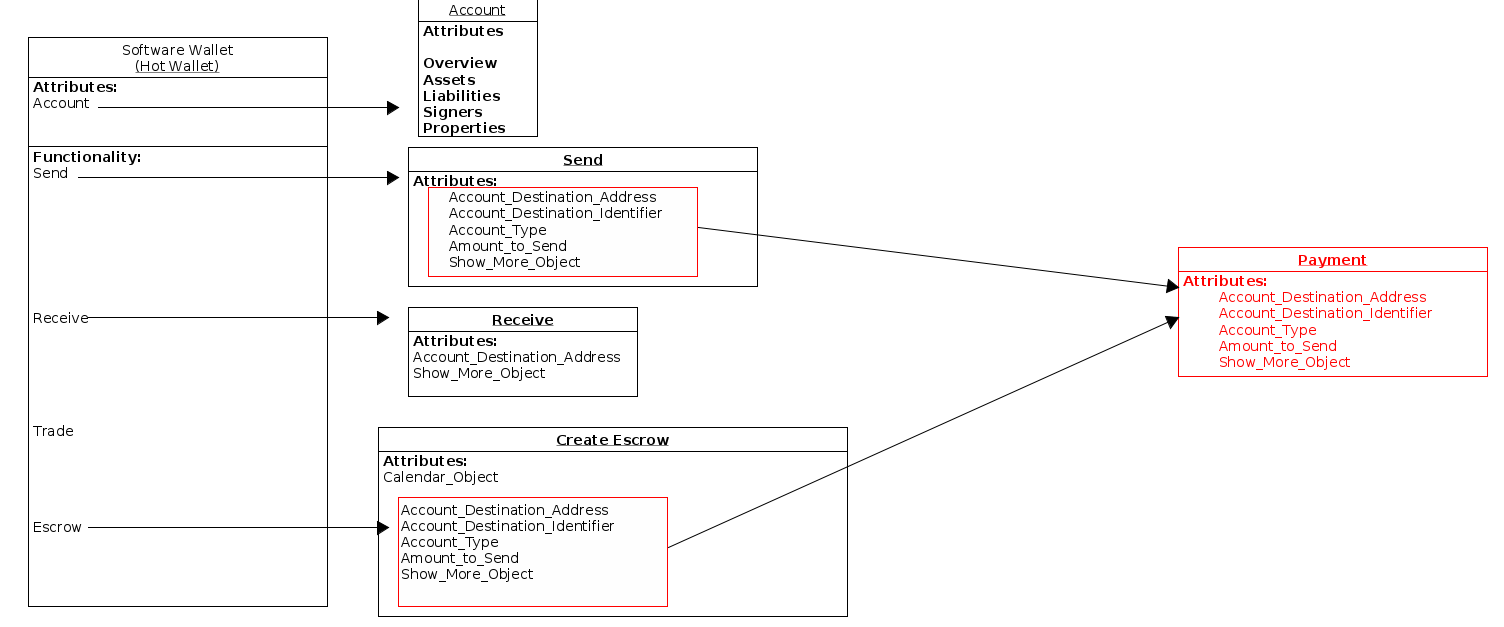 Software Wallet
(Hot Wallet)
Attributes:
Account
Functionality:
Send
Receive
Trade
Escrow
Account
Attributes
Overview
Assets
Liabilities
Signers
Properties
Send
Attributes:
Account_Destination_Address
Account_Destination_Identifier
Account_Type
Amount_to_Send
Show_More_Object
Receive
Attributes:
Account_Destination_Address
Show_More_Object
Create Escrow
Attributes:
Calendar_Object
Account_Destination_Address
Account_Destination_Identifier
Account_Type
Amount_to_Send
Show_More_Object
Payment
Attributes:
Account_Destination_Address
Account_Destination_Identifier
Account_Type
Amount_to_Send
Show_More_Object